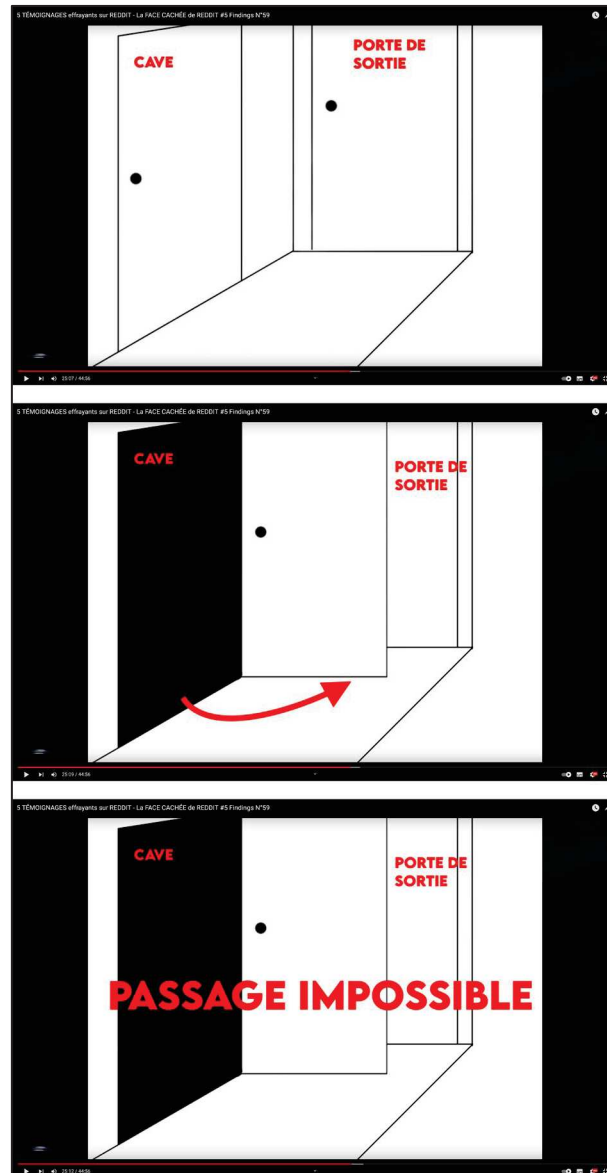 5 TÉMOIGNAGES effrayants sur REDDIT - La FACE CACHÉE de REDDIT #5 Findings N°59
CAVE
PORTE DE
SORTIE
25:07 / 44:56
5 TÉMOIGNAGES effrayants sur REDDIT - La FACE CACHÉE de REDDIT #5 Findings N°59
CAVE
PORTE DE
SORTIE
25:09 / 44:56
5 TÉMOIGNAGES effrayants sur REDDIT - La FACE CACHÉE de REDDIT #5 Findings N°59
CAVE
PORTE DE
SORTIE
PASSAGE IMPOSSIBLE
25:12 / 44:56